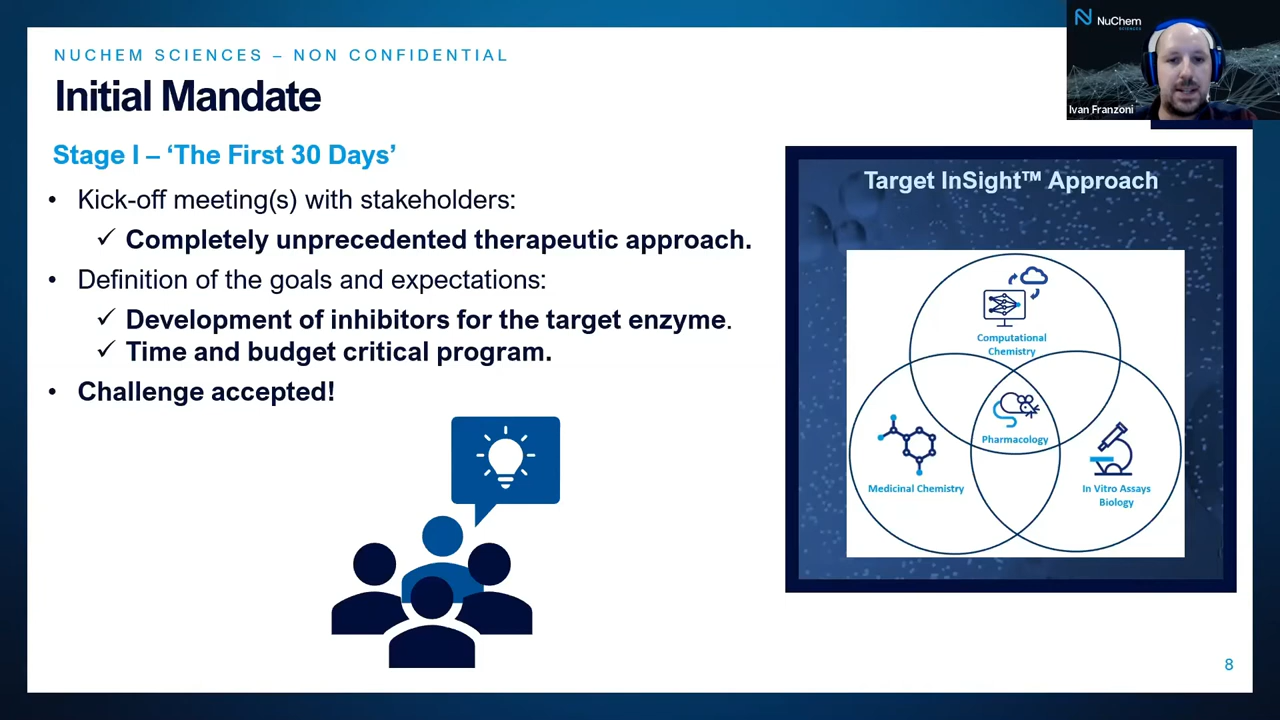 NUCHEM SCIENCES – NON CONFIDENTIAL
Initial Mandate
Stage I – ‘The First 30 Days’
• Kick-off meeting(s) with stakeholders:
✓ Completely unprecedented therapeutic approach.
• Definition of the goals and expectations:
✓ Development of inhibitors for the target enzyme.
✓ Time and budget critical program.
• Challenge accepted!
NuChem
SCIENCES
Ivan Franzoni
Target InSight™ Approach
Computational
Chemistry
Pharmacology
Medicinal Chemistry
In Vitro Assays
Biology
8